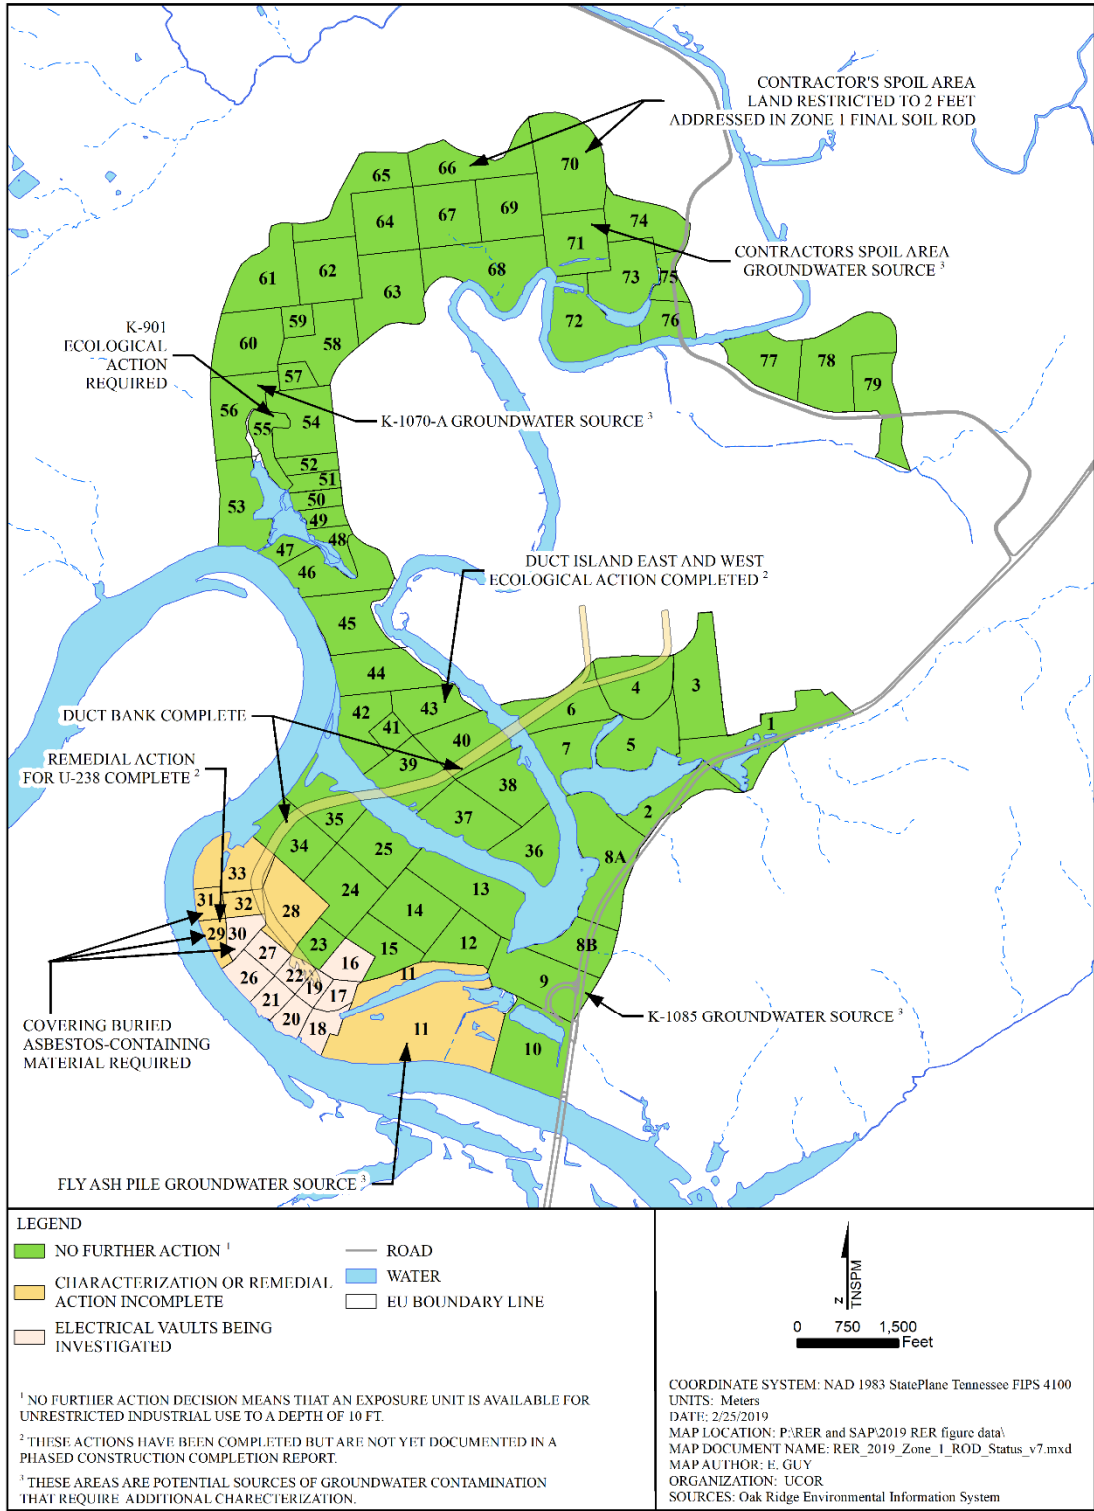 CONTRACTOR'S SPOIL AREA
LAND RESTRICTED TO 2 FEET
ADDRESSED IN ZONE 1 FINAL SOIL ROD
70
66
65
69
67
64
74
71
CONTRACTORS SPOIL AREA
GROUNDWATER SOURCE 3
62
61
68
73
75
63
59
72
76
K-901
ECOLOGICAL
ACTION
REQUIRED
60
58
77
78
79
57
56
K-1070-A GROUNDWATER SOURCE 3
54
55
52
51
50
53
49
48
47
46
DUCT ISLAND EAST AND WEST
ECOLOGICAL ACTION COMPLETED 2
45
44
4
3
43
42
6
1
DUCT BANK COMPLETE
41
40
7
5
39
REMEDIAL ACTION
FOR U-238 COMPLETE 2
38
2
37
35
34
25
36
8A
33
24
13
31
32
28
14
29
30
23
15
12
8B
27
16
11
22
26
19
17
9
21
20
18
11
10
K-1085 GROUNDWATER SOURCE 3
COVERING BURIED
ASBESTOS-CONTAINING
MATERIAL REQUIRED
FLY ASH PILE GROUNDWATER SOURCE 3
LEGEND
NO FURTHER ACTION 1
CHARACTERIZATION OR REMEDIAL
ACTION INCOMPLETE
ELECTRICAL VAULTS BEING
INVESTIGATED
ROAD
WATER
EU BOUNDARY LINE
1 NO FURTHER ACTION DECISION MEANS THAT AN EXPOSURE UNIT IS AVAILABLE FOR
UNRESTRICTED INDUSTRIAL USE TO A DEPTH OF 10 FT.
2 THESE ACTIONS HAVE BEEN COMPLETED BUT ARE NOT YET DOCUMENTED IN A
PHASED CONSTRUCTION COMPLETION REPORT.
3 THESE AREAS ARE POTENTIAL SOURCES OF GROUNDWATER CONTAMINATION
THAT REQUIRE ADDITIONAL CHARECTERIZATION.
N
TNSPM
0 750 1,500
Feet
COORDINATE SYSTEM: NAD 1983 StatePlane Tennessee FIPS 4100
UNITS: Meters
DATE: 2/25/2019
MAP LOCATION: P:\RER and SAP\2019 RER figure data\
MAP DOCUMENT NAME: RER_2019_Zone_1_ROD_Status_v7.mxd
MAP AUTHOR: E. GUY
ORGANIZATION: UCOR
SOURCES: Oak Ridge Environmental Information System